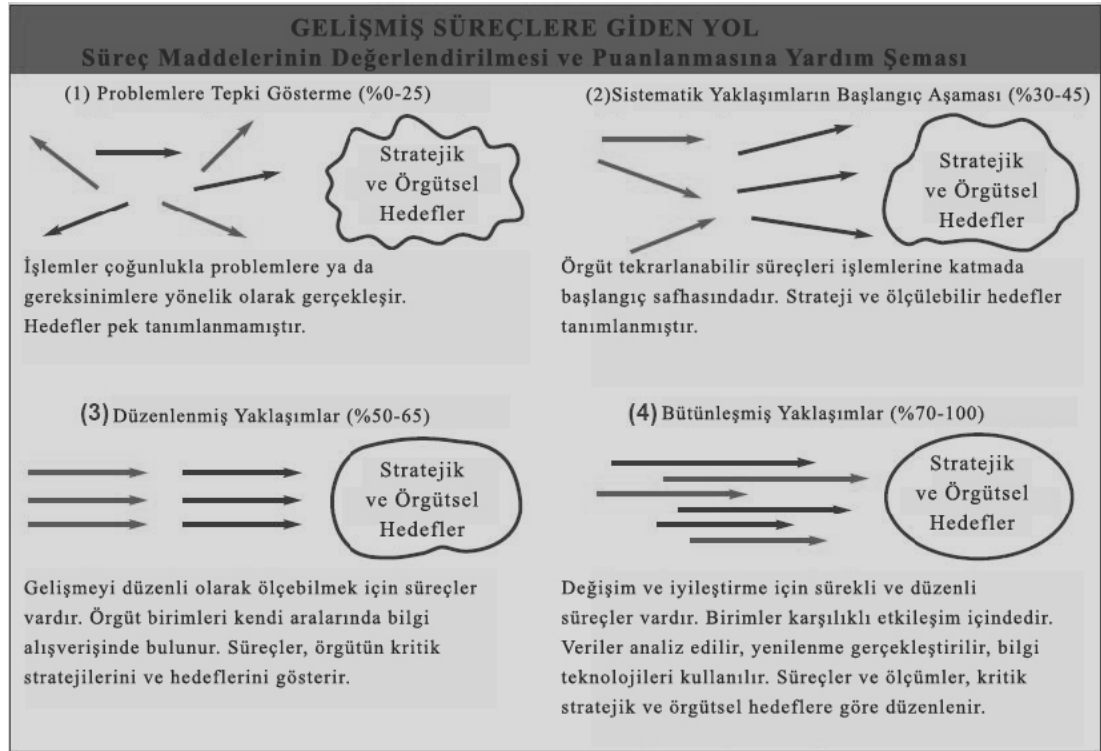 GELİŞMİŞ SÜREÇLERE GİDEN YOL
Süreç Maddelerinin Değerlendirilmesi ve Puanlanmasına Yardım Şeması
(1) Problemlere Tepki Gösterme (%0-25)
Stratejik
ve Örgütsel
Hedefler
İşlemler çoğunlukla problemlere ya da
gereksinimlere yönelik olarak gerçekleşir.
Hedefler pek tanımlanmamıştır.
(2)Sistematik Yaklaşımların Başlangıç Aşaması (%30-45)
Stratejik
ve Örgütsel
Hedefler
Örgüt tekrarlanabilir süreçleri işlemlerine katmada
başlangıç safhasındadır. Strateji ve ölçülebilir hedefler
tanımlanmıştır.
(3) Düzenlenmiş Yaklaşımlar (%50-65)
Stratejik
ve Örgütsel
Hedefler
Gelişmeyi düzenli olarak ölçebilmek için süreçler
vardır. Örgüt birimleri kendi aralarında bilgi
alışverişinde bulunur. Süreçler, örgütün kritik
stratejilerini ve hedeflerini gösterir.
(4) Bütünleşmiş Yaklaşımlar (%70-100)
Stratejik
ve Örgütsel
Hedefler
Değişim ve iyileştirme için sürekli ve düzenli
süreçler vardır. Birimler karşılıklı etkileşim içindedir.
Veriler analiz edilir, yenilenme gerçekleştirilir, bilgi
teknolojileri kullanılır. Süreçler ve ölçümler, kritik
stratejik ve örgütsel hedeflere göre düzenlenir.